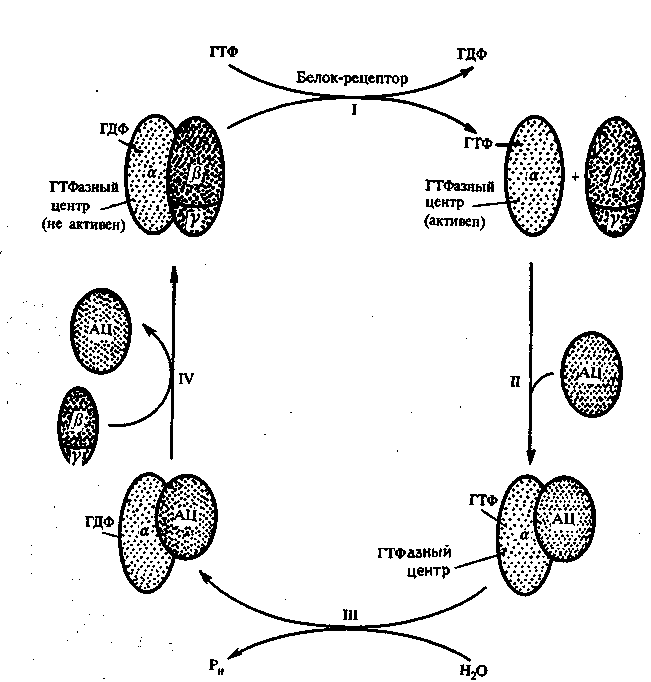 ГТФ
ГДФ
Белок-рецептор
I
ГДФ
α
β
γ
ГТФазный
центр
(не активен)
ГТФ
α
+
β
γ
ГТФазный
центр
(активен)
АЦ
IV
β
γ
II
АЦ
ГДФ
α
АЦ
ГТФ
α
АЦ
ГТФазный
центр
III
Pн
H₂O